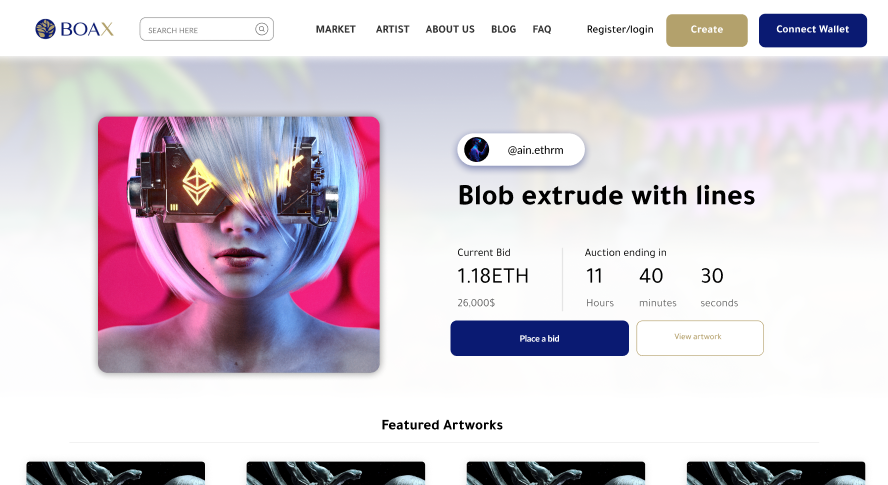 BOAX
SEARCH HERE
MARKET ARTIST ABOUT US BLOG FAQ
Register/login
Create
Connect Wallet
@ain.ethrm
Blob extrude with lines
Current Bid
1.18ETH
26,000$
Auction ending in
11 40 30
Hours minutes seconds
Place a bid
View artwork
Featured Artworks